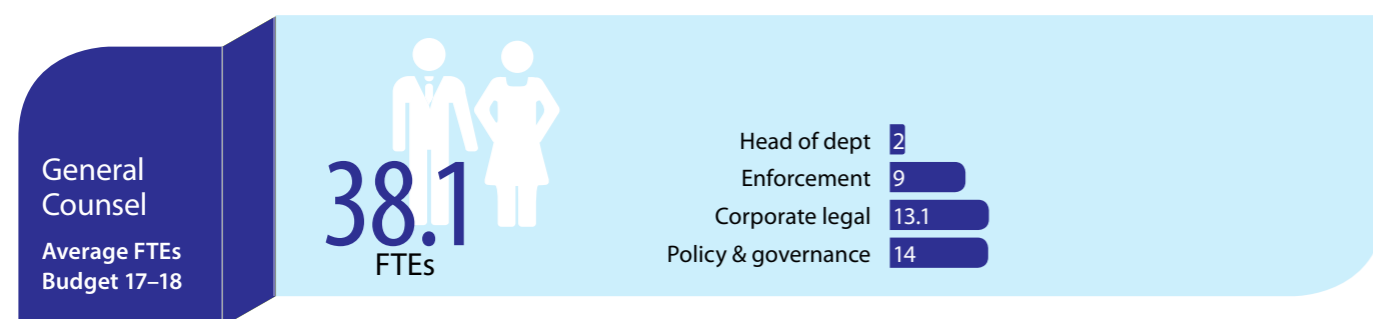 General
Counsel
Average FTEs
Budget 17–18
38.1
FTEs
Head of dept 2
Enforcement 9
Corporate legal 13.1
Policy & governance 14